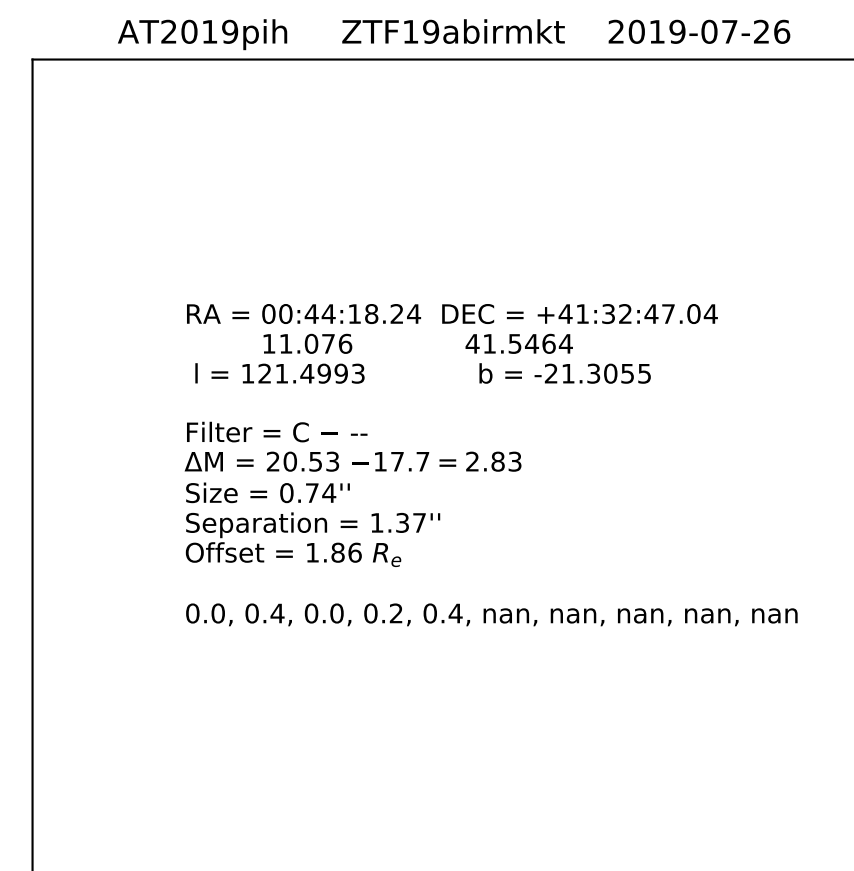 AT2019pih ZTF19abirmkt 2019-07-26
RA = 00:44:18.24 DEC = +41:32:47.04
11.076 41.5464
l = 121.4993 b = -21.3055
Filter = C − --
ΔM = 20.53 −17.7 = 2.83
Size = 0.74''
Separation = 1.37''
Offset = 1.86 Rₑ
0.0, 0.4, 0.0, 0.2, 0.4, nan, nan, nan, nan, nan